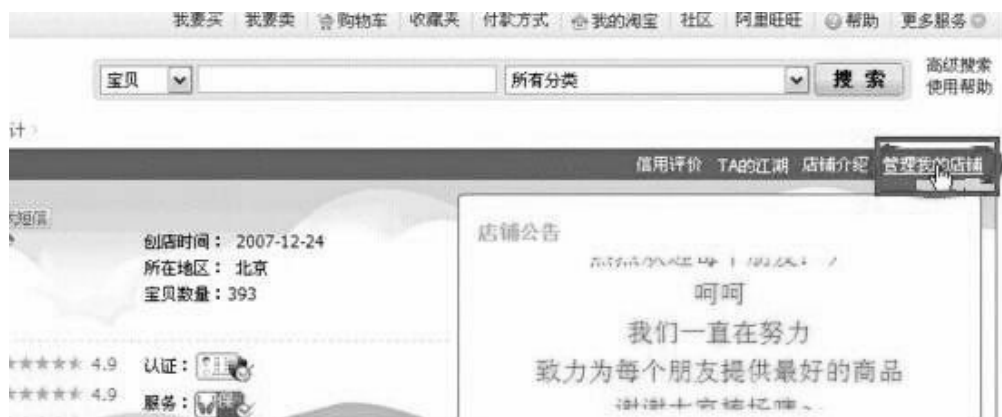 我要买 我要卖 购物车 收藏夹 付款方式 我的淘宝 社区 阿里旺旺 帮助 更多服务
宝贝 所有分类 搜索 高级搜索
使用帮助
计 >
信用评价 TA的江湖 店铺介绍 管理我的店铺
短信
店铺公告
创店时间： 2007-12-24
所在地区： 北京
宝贝数量：393
呵呵
我们一直在努力
致力为每个朋友提供最好的商品
4.9 认证：
4.9 服务：